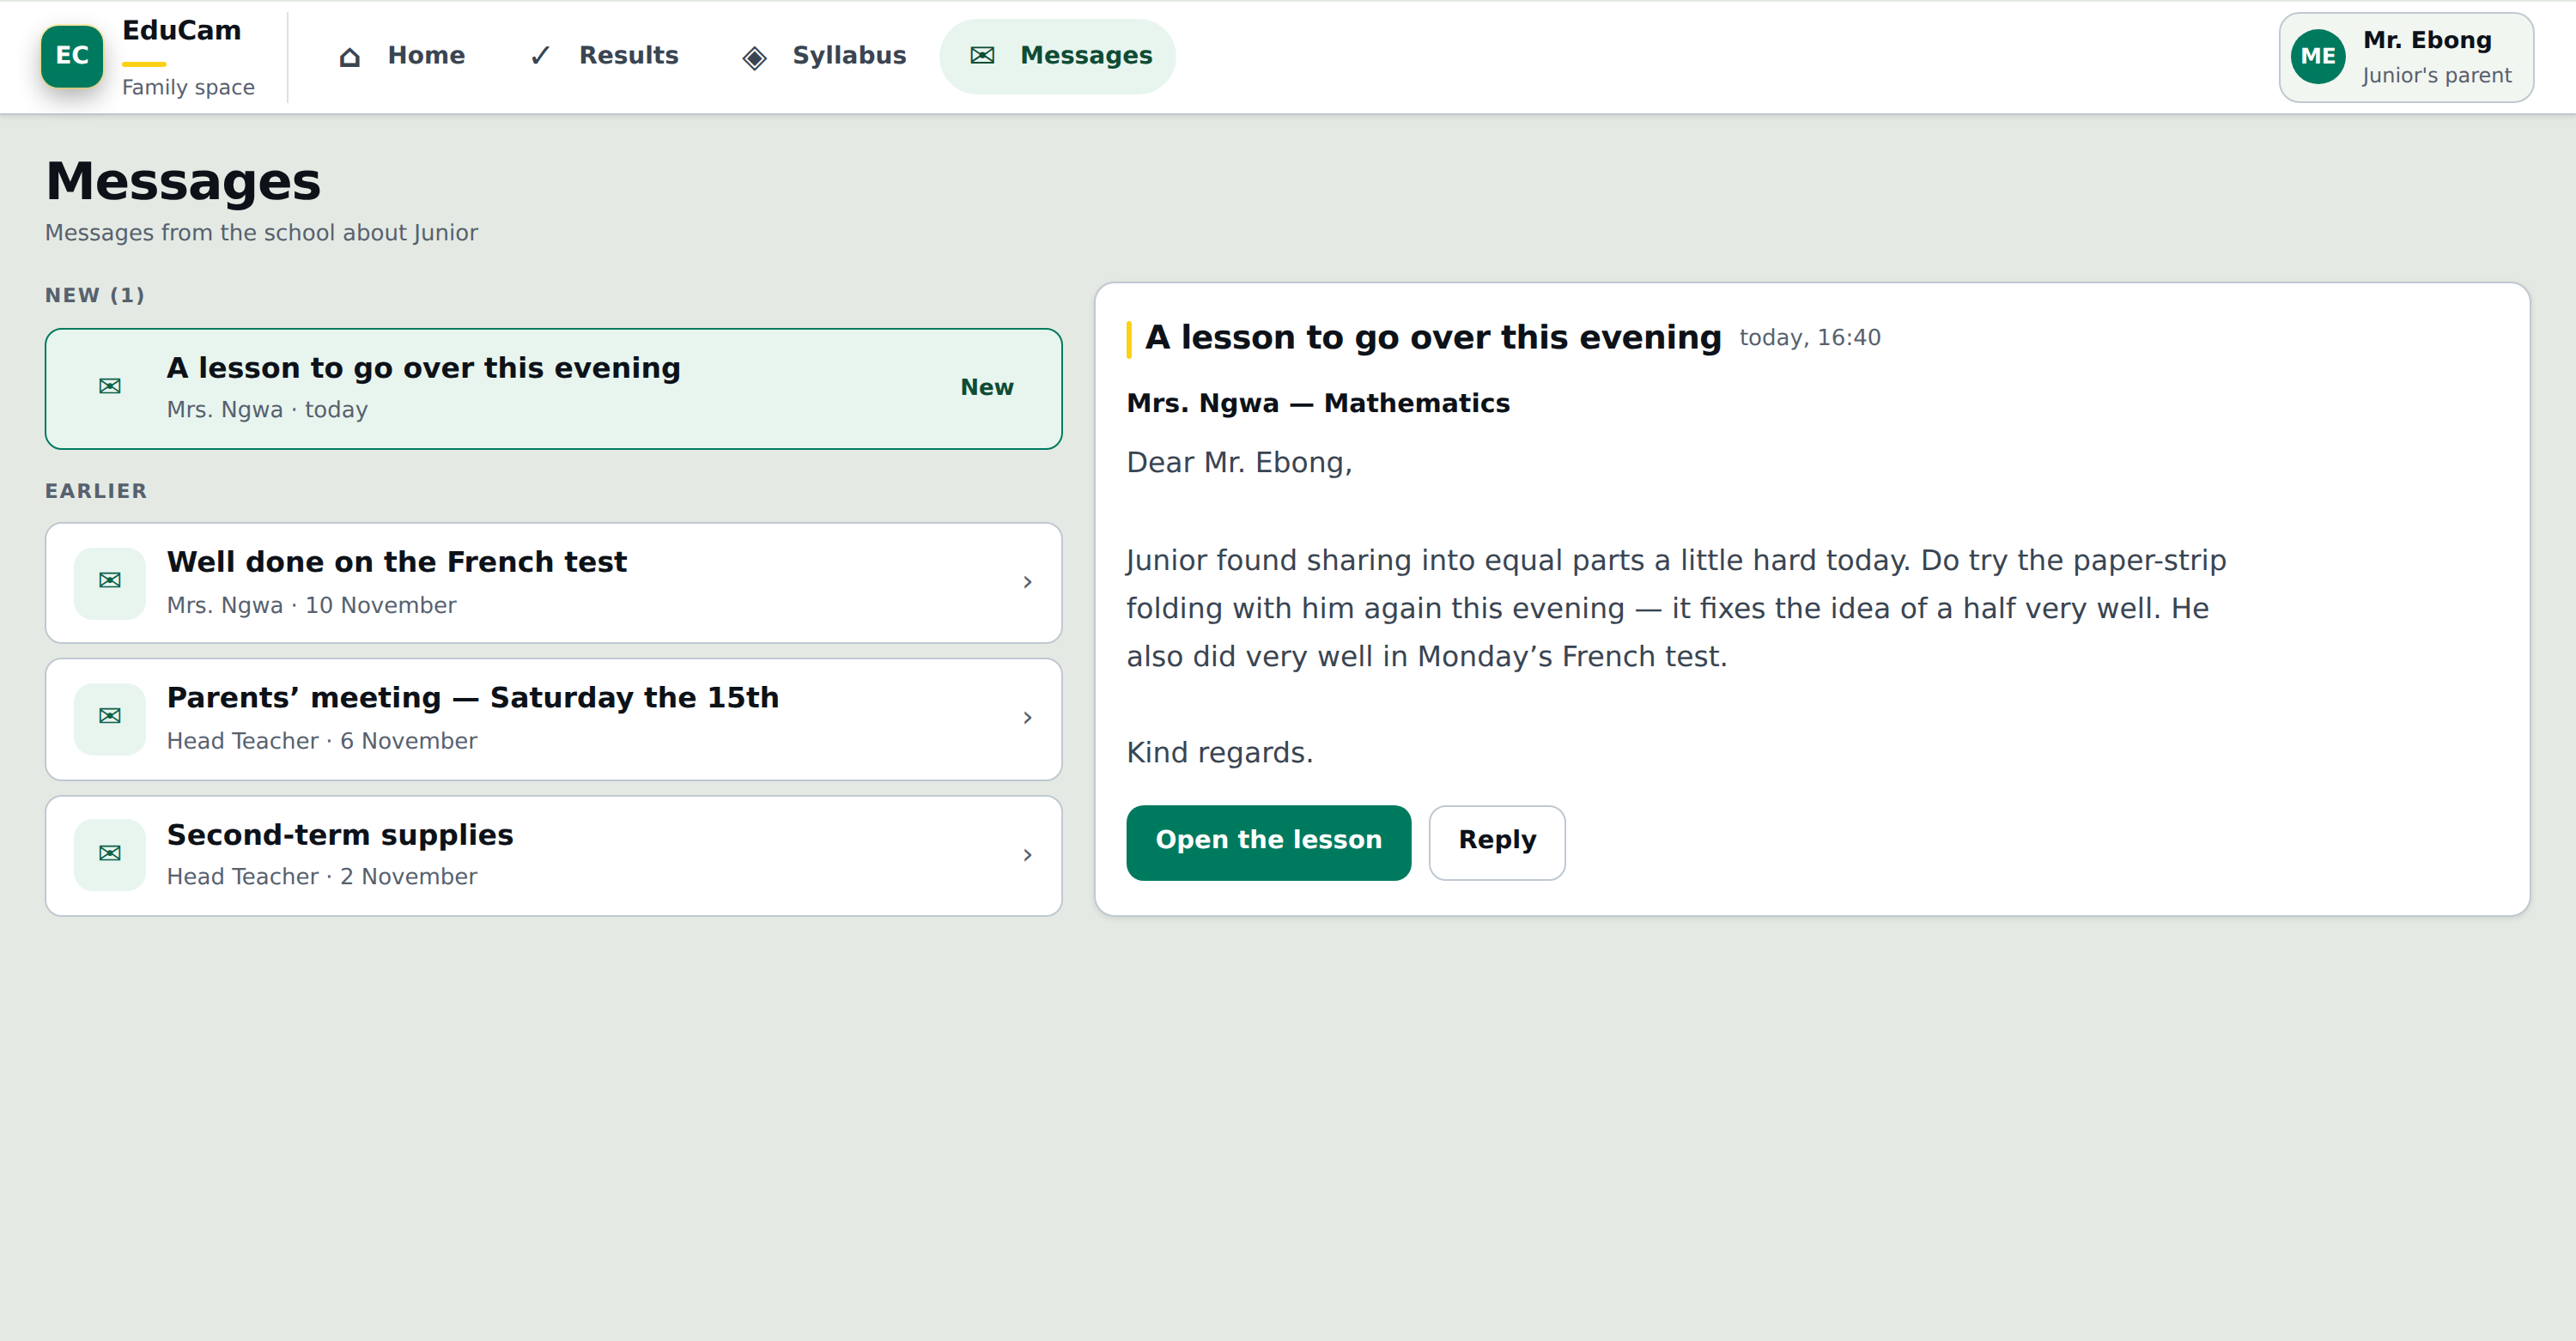 EC
EduCam
Family space
Home
Results
Syllabus
Messages
ME
Mr. Ebong
Junior's parent
Messages
Messages from the school about Junior
NEW (1)
A lesson to go over this evening
Mrs. Ngwa · today
New
EARLIER
Well done on the French test
Mrs. Ngwa · 10 November
Parents’ meeting — Saturday the 15th
Head Teacher · 6 November
Second-term supplies
Head Teacher · 2 November
A lesson to go over this evening today, 16:40
Mrs. Ngwa — Mathematics
Dear Mr. Ebong,
Junior found sharing into equal parts a little hard today. Do try the paper-strip
folding with him again this evening — it fixes the idea of a half very well. He
also did very well in Monday’s French test.
Kind regards.
Open the lesson
Reply